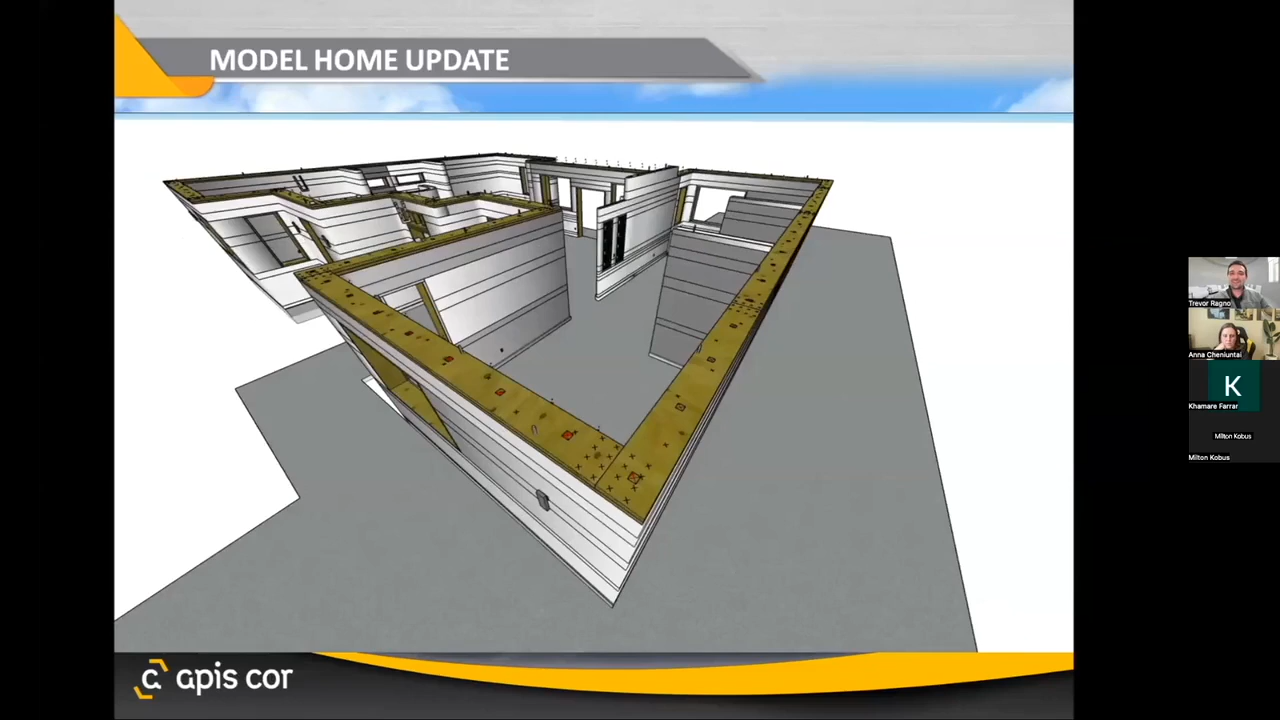 MODEL HOME UPDATE
apis cor
Trevor Ragno
Anna Cheniuntai
K
Khamare Farrar
Milton Kobus
Milton Kobus